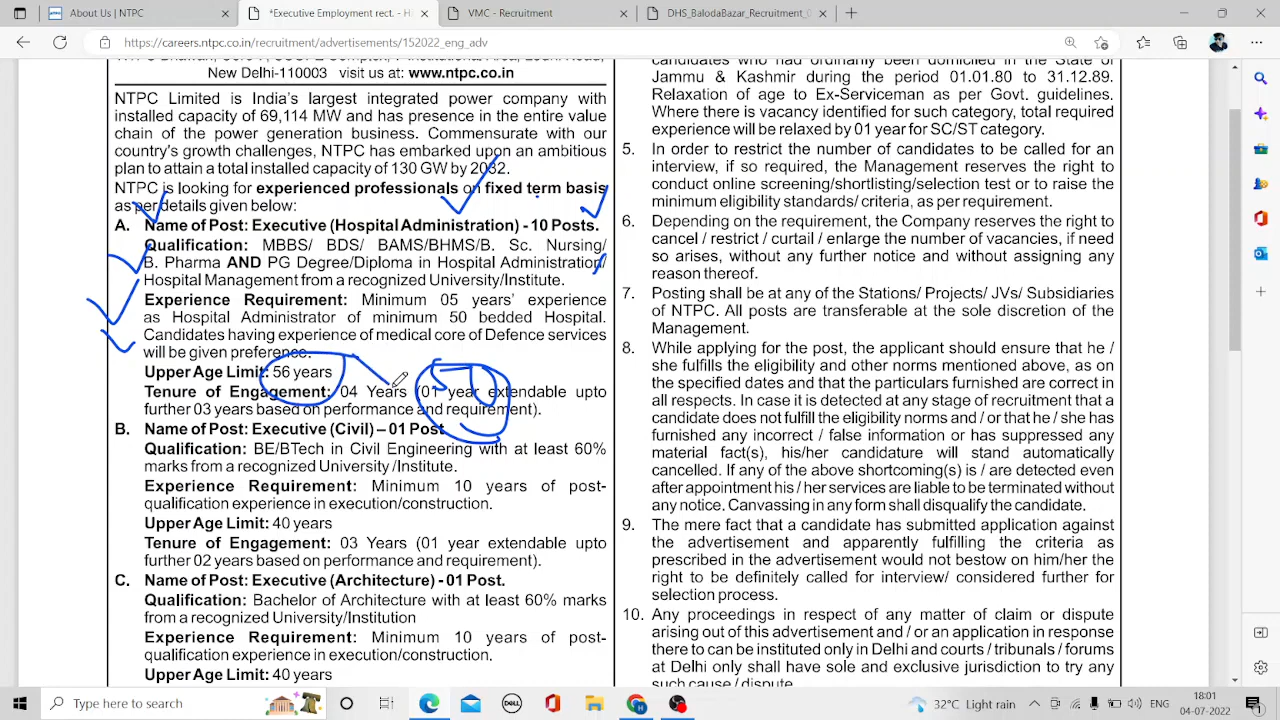 About Us | NTPC
*Executive Employment rect. - H
VMC - Recruitment
DHS_BalodaBazar_Recruitment_0
https://careers.ntpc.co.in/recruitment/advertisements/152022_eng_adv
New Delhi-110003 visit us at: www.ntpc.co.in
NTPC Limited is India's largest integrated power company with
installed capacity of 69,114 MW and has presence in the entire value
chain of the power generation business. Commensurate with our
country's growth challenges, NTPC has embarked upon an ambitious
plan to attain a total installed capacity of 130 GW by 2032.
NTPC is looking for experienced professionals on fixed term basis
as per details given below:
A. Name of Post: Executive (Hospital Administration) - 10 Posts.
Qualification: MBBS/ BDS/ BAMS/BHMS/B. Sc. Nursing/
B. Pharma AND PG Degree/Diploma in Hospital Administration/
Hospital Management from a recognized University/Institute.
Experience Requirement: Minimum 05 years' experience
as Hospital Administrator of minimum 50 bedded Hospital.
Candidates having experience of medical core of Defence services
will be given preference.
Upper Age Limit: 56 years
Tenure of Engagement: 04 Years (01 year extendable upto
further 03 years based on performance and requirement).
50
B. Name of Post: Executive (Civil) – 01 Post
Qualification: BE/BTech in Civil Engineering with at least 60%
marks from a recognized University /Institute.
Experience Requirement: Minimum 10 years of post-
qualification experience in execution/construction.
Upper Age Limit: 40 years
Tenure of Engagement: 03 Years (01 year extendable upto
further 02 years based on performance and requirement).
C. Name of Post: Executive (Architecture) - 01 Post.
Qualification: Bachelor of Architecture with at least 60% marks
from a recognized University/Institution
Experience Requirement: Minimum 10 years of post-
qualification experience in execution/construction.
Upper Age Limit: 40 years
candidates who had ordinarily been domiciled in the State of
Jammu & Kashmir during the period 01.01.80 to 31.12.89.
Relaxation of age to Ex-Serviceman as per Govt. guidelines.
Where there is vacancy identified for such category, total required
experience will be relaxed by 01 year for SC/ST category.
5. In order to restrict the number of candidates to be called for an
interview, if so required, the Management reserves the right to
conduct online screening/shortlisting/selection test or to raise the
minimum eligibility standards/ criteria, as per requirement.
6. Depending on the requirement, the Company reserves the right to
cancel / restrict / curtail / enlarge the number of vacancies, if need
so arises, without any further notice and without assigning any
reason thereof.
7. Posting shall be at any of the Stations/ Projects/ JVs/ Subsidiaries
of NTPC. All posts are transferable at the sole discretion of the
Management.
8. While applying for the post, the applicant should ensure that he /
she fulfills the eligibility and other norms mentioned above, as on
the specified dates and that the particulars furnished are correct in
all respects. In case it is detected at any stage of recruitment that a
candidate does not fulfill the eligibility norms and / or that he / she has
furnished any incorrect / false information or has suppressed any
material fact(s), his/her candidature will stand automatically
cancelled. If any of the above shortcoming(s) is / are detected even
after appointment his / her services are liable to be terminated without
any notice. Canvassing in any form shall disqualify the candidate.
9. The mere fact that a candidate has submitted application against
the advertisement and apparently fulfilling the criteria as
prescribed in the advertisement would not bestow on him/her the
right to be definitely called for interview/ considered further for
selection process.
10. Any proceedings in respect of any matter of claim or dispute
arising out of this advertisement and / or an application in response
there to can be instituted only in Delhi and courts / tribunals / forums
at Delhi only shall have sole and exclusive jurisdiction to try any
such cause / dispute.
Type here to search
DELL
32°C Light rain
ENG
18:01
04-07-2022